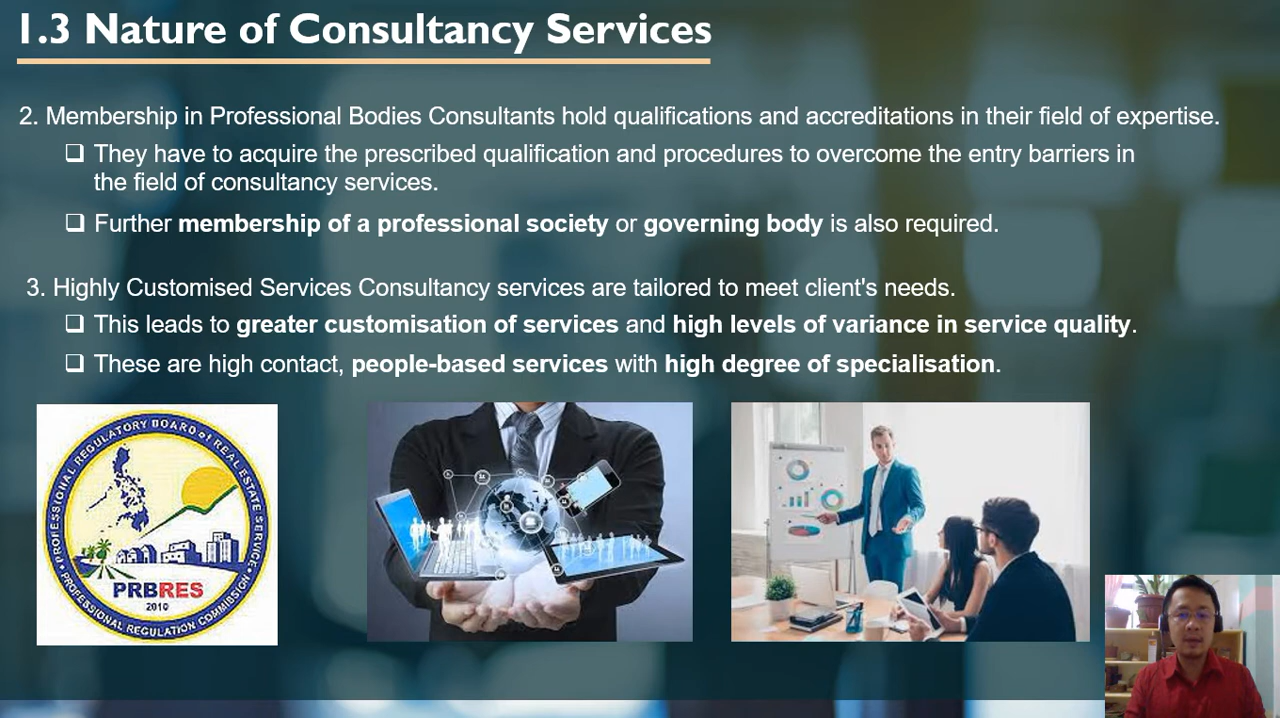 1.3 Nature of Consultancy Services
2. Membership in Professional Bodies Consultants hold qualifications and accreditations in their field of expertise.
❑ They have to acquire the prescribed qualification and procedures to overcome the entry barriers in
the field of consultancy services.
❑ Further membership of a professional society or governing body is also required.
3. Highly Customised Services Consultancy services are tailored to meet client's needs.
❑ This leads to greater customisation of services and high levels of variance in service quality.
❑ These are high contact, people-based services with high degree of specialisation.
PROFESSIONAL REGULATORY BOARD of REAL ESTATE SERVICE
PRBRES
2010
PROFESSIONAL REGULATION COMMISSION